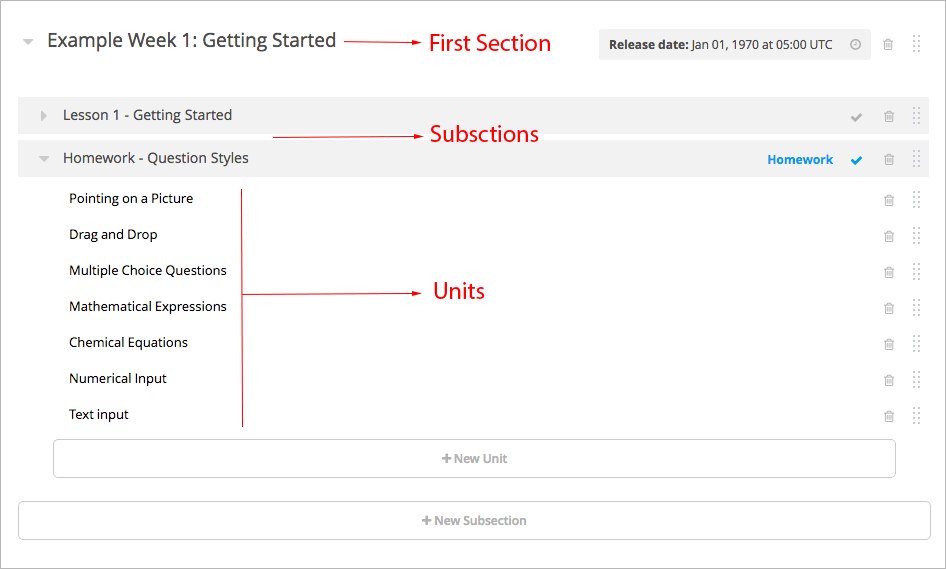 Example Week 1: Getting Started
First Section
Release date: Jan 01, 1970 at 05:00 UTC
Lesson 1 - Getting Started
Subsctions
Homework - Question Styles
Homework
Pointing on a Picture
Drag and Drop
Multiple Choice Questions
Units
Mathematical Expressions
Chemical Equations
Numerical Input
Text input
+ New Unit
+ New Subsection